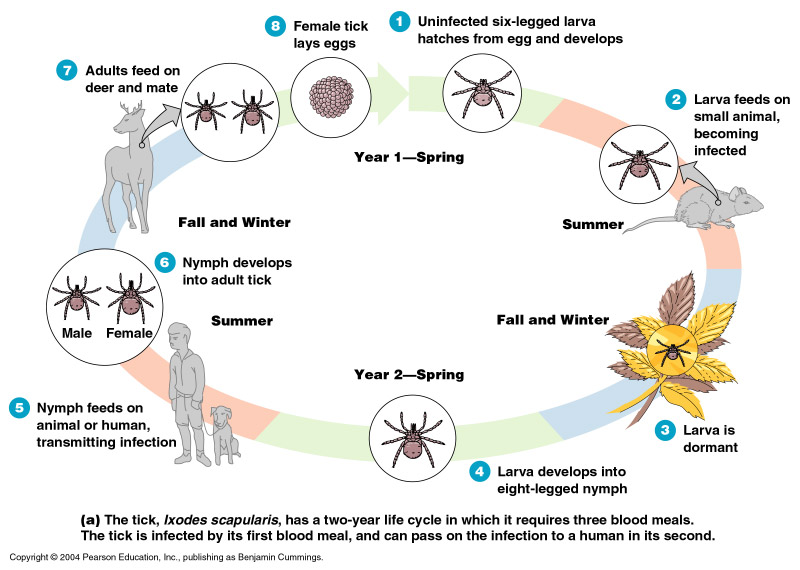 1 Uninfected six-legged larva
hatches from egg and develops
2 Larva feeds on
small animal,
becoming
infected
Summer
Fall and Winter
3 Larva is
dormant
Year 2—Spring
4 Larva develops into
eight-legged nymph
5 Nymph feeds on
animal or human,
transmitting infection
Summer
6 Nymph develops
into adult tick
Male Female
Fall and Winter
7 Adults feed on
deer and mate
8 Female tick
lays eggs
Year 1—Spring
(a) The tick, Ixodes scapularis, has a two-year life cycle in which it requires three blood meals.
The tick is infected by its first blood meal, and can pass on the infection to a human in its second.
Copyright © 2004 Pearson Education, Inc., publishing as Benjamin Cummings.